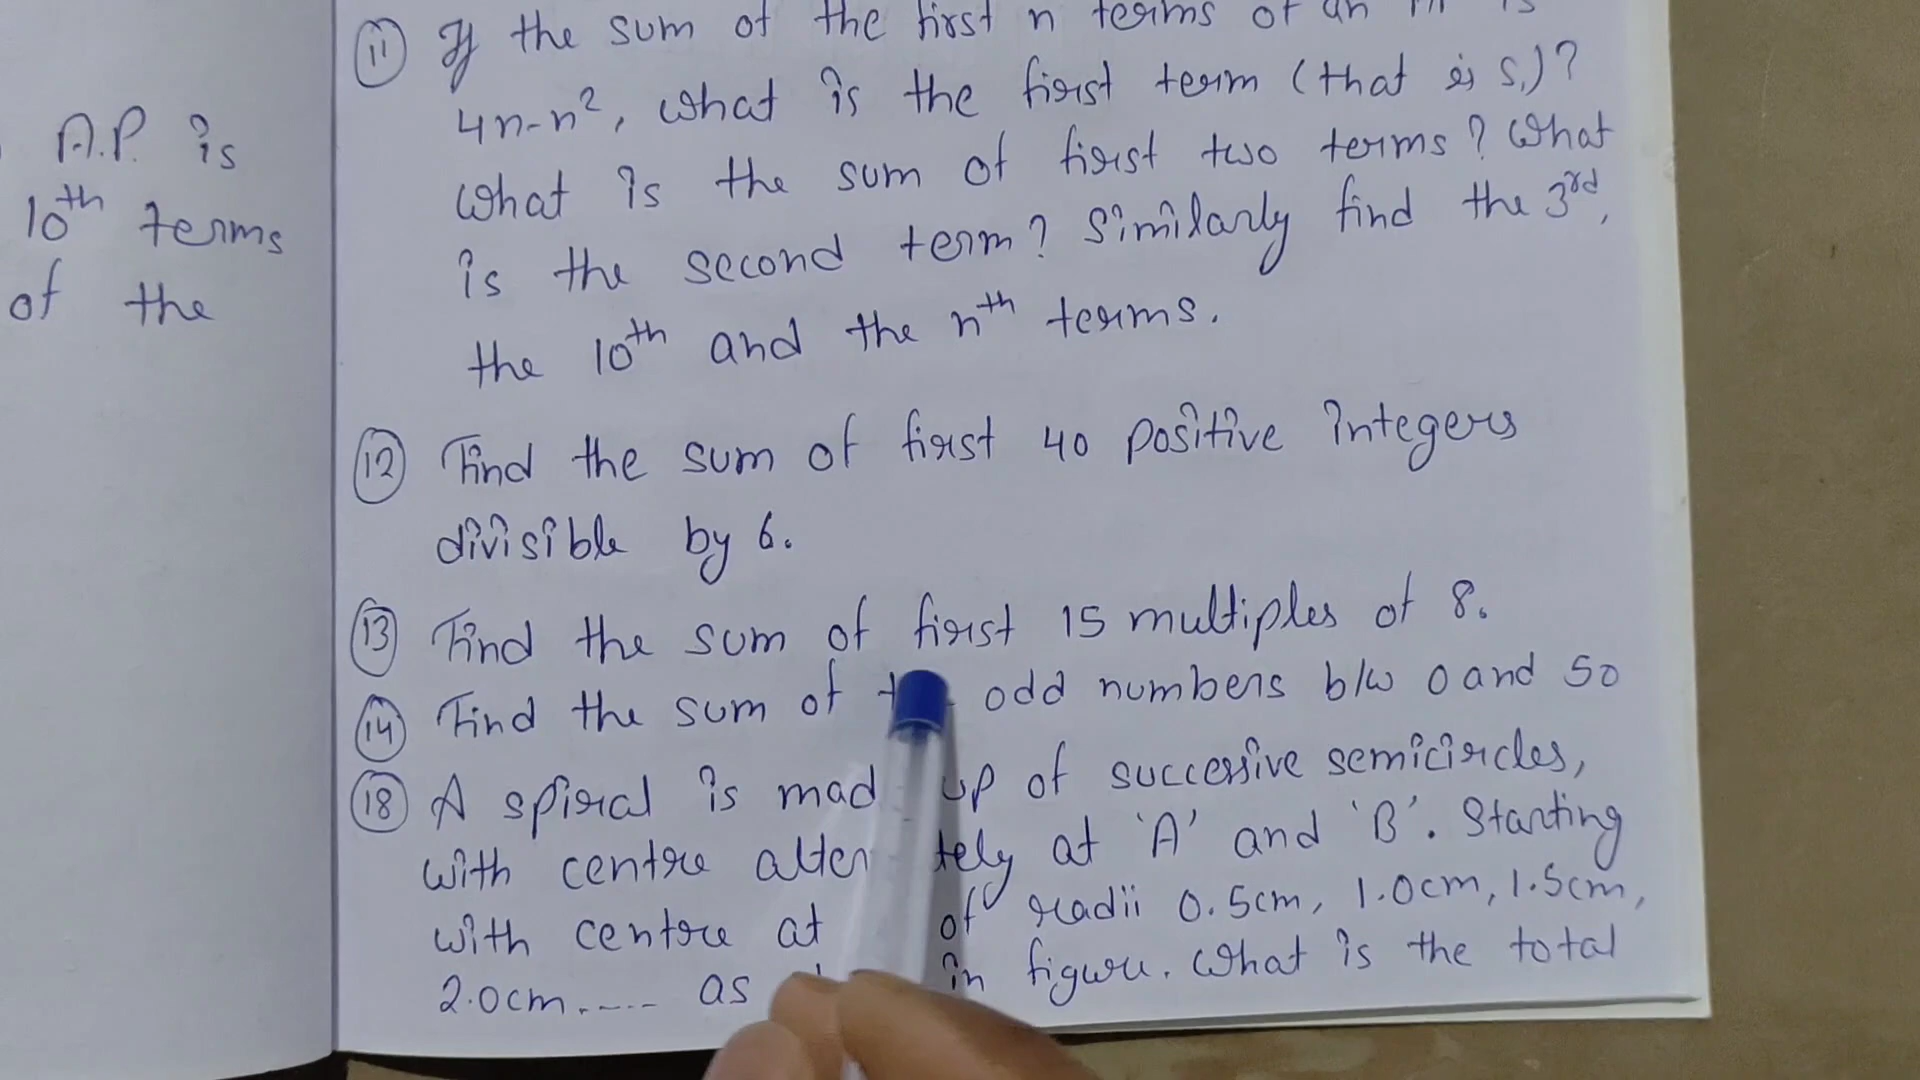 A.P. is
10th terms
of the
11 If the sum of the first n terms of an is
4n-n², what is the first term (that is S₁)?
What is the sum of first two terms? What
is the second term? Similarly find the 3rd,
the 10th and the nth terms.
12 Find the sum of first 40 positive integers
divisible by 6.
13 Find the sum of first 15 multiples of 8.
14 Find the sum of odd numbers b/w 0 and 50
18 A spiral is mad up of successive semicircles,
with centre alter tely at 'A' and 'B'. Starting
with centre at of radii 0.5cm, 1.0cm, 1.5cm,
2.0cm..... as in figure. What is the total